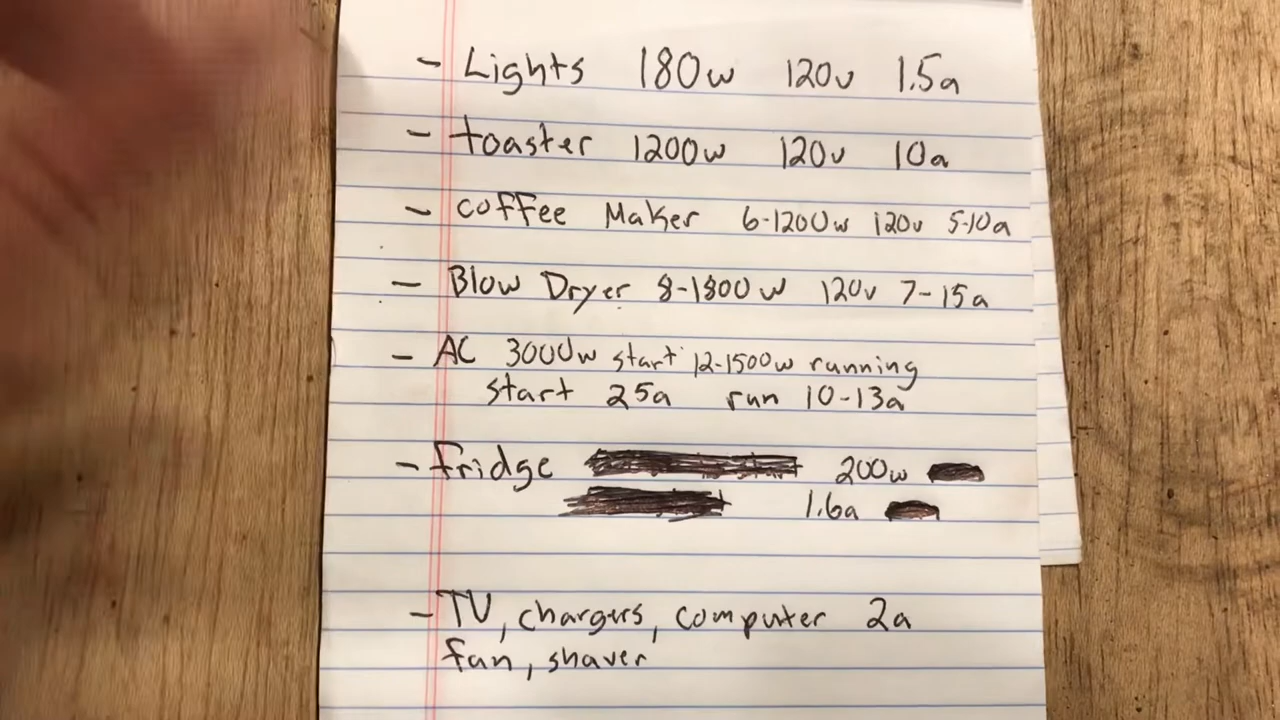 - Lights 180w 120v 1.5a
- toaster 1200w 120v 10a
- coffee Maker 6-1200w 120v 5-10a
- Blow Dryer 8-1800w 120v 7-15a
- AC 3000w start 12-1500w running
start 25a run 10-13a
- fridge 200w
1.6a
- TV, chargers, computer 2a
fan, shaver